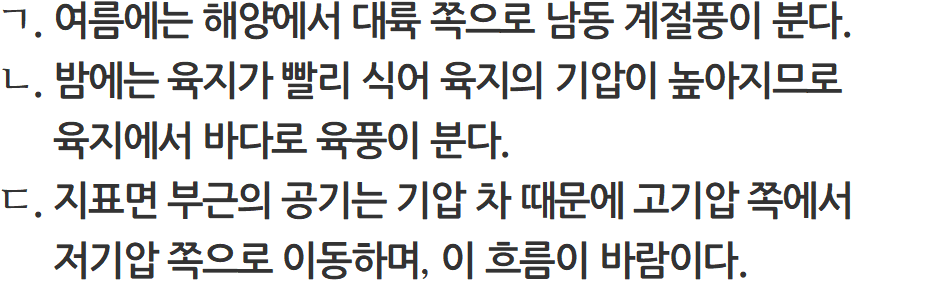 ㄱ. 여름에는 해양에서 대륙 쪽으로 남동 계절풍이 분다.
ㄴ. 밤에는 육지가 빨리 식어 육지의 기압이 높아지므로
육지에서 바다로 육풍이 분다.
ㄷ. 지표면 부근의 공기는 기압 차 때문에 고기압 쪽에서
저기압 쪽으로 이동하며, 이 흐름이 바람이다.